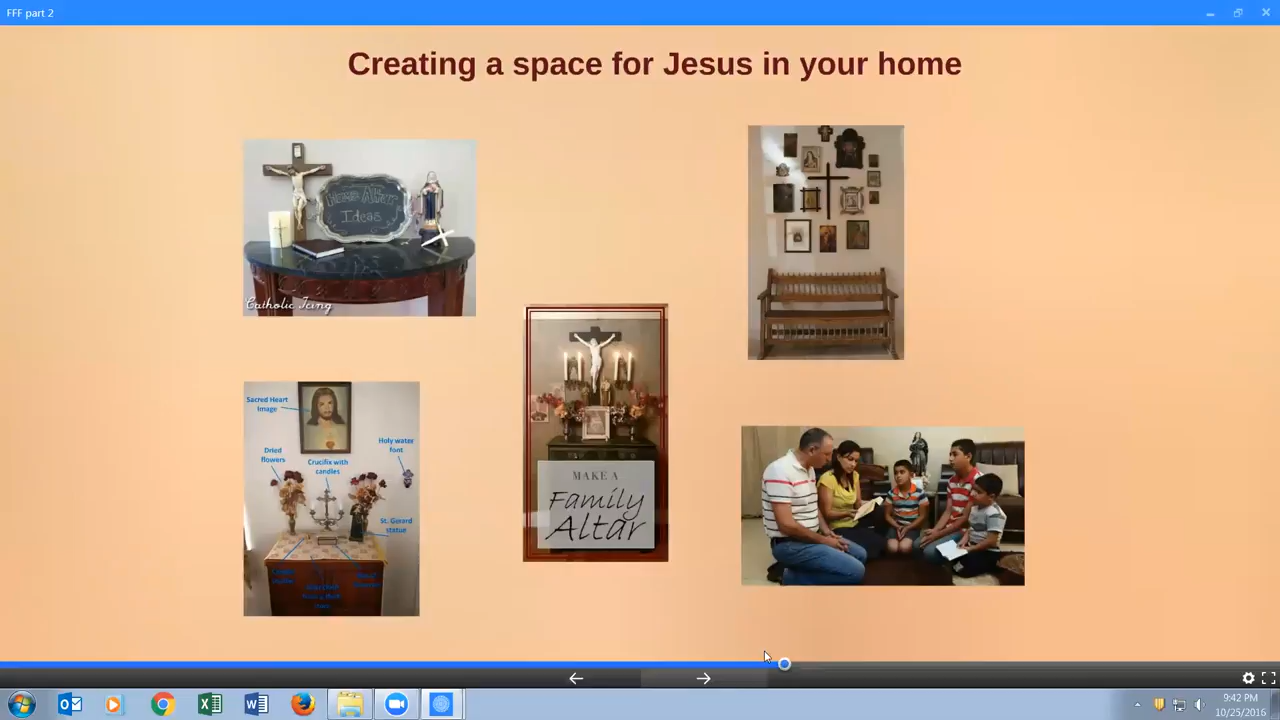 FFF part 2
Creating a space for Jesus in your home
Home Altar
Ideas
Catholic Icing
Sacred Heart
Image
Dried
flowers
Crucifix with
candles
Holy water
font
St. Gerard
statue
MAKE A
Family
Altar
9:42 PM
10/25/2016